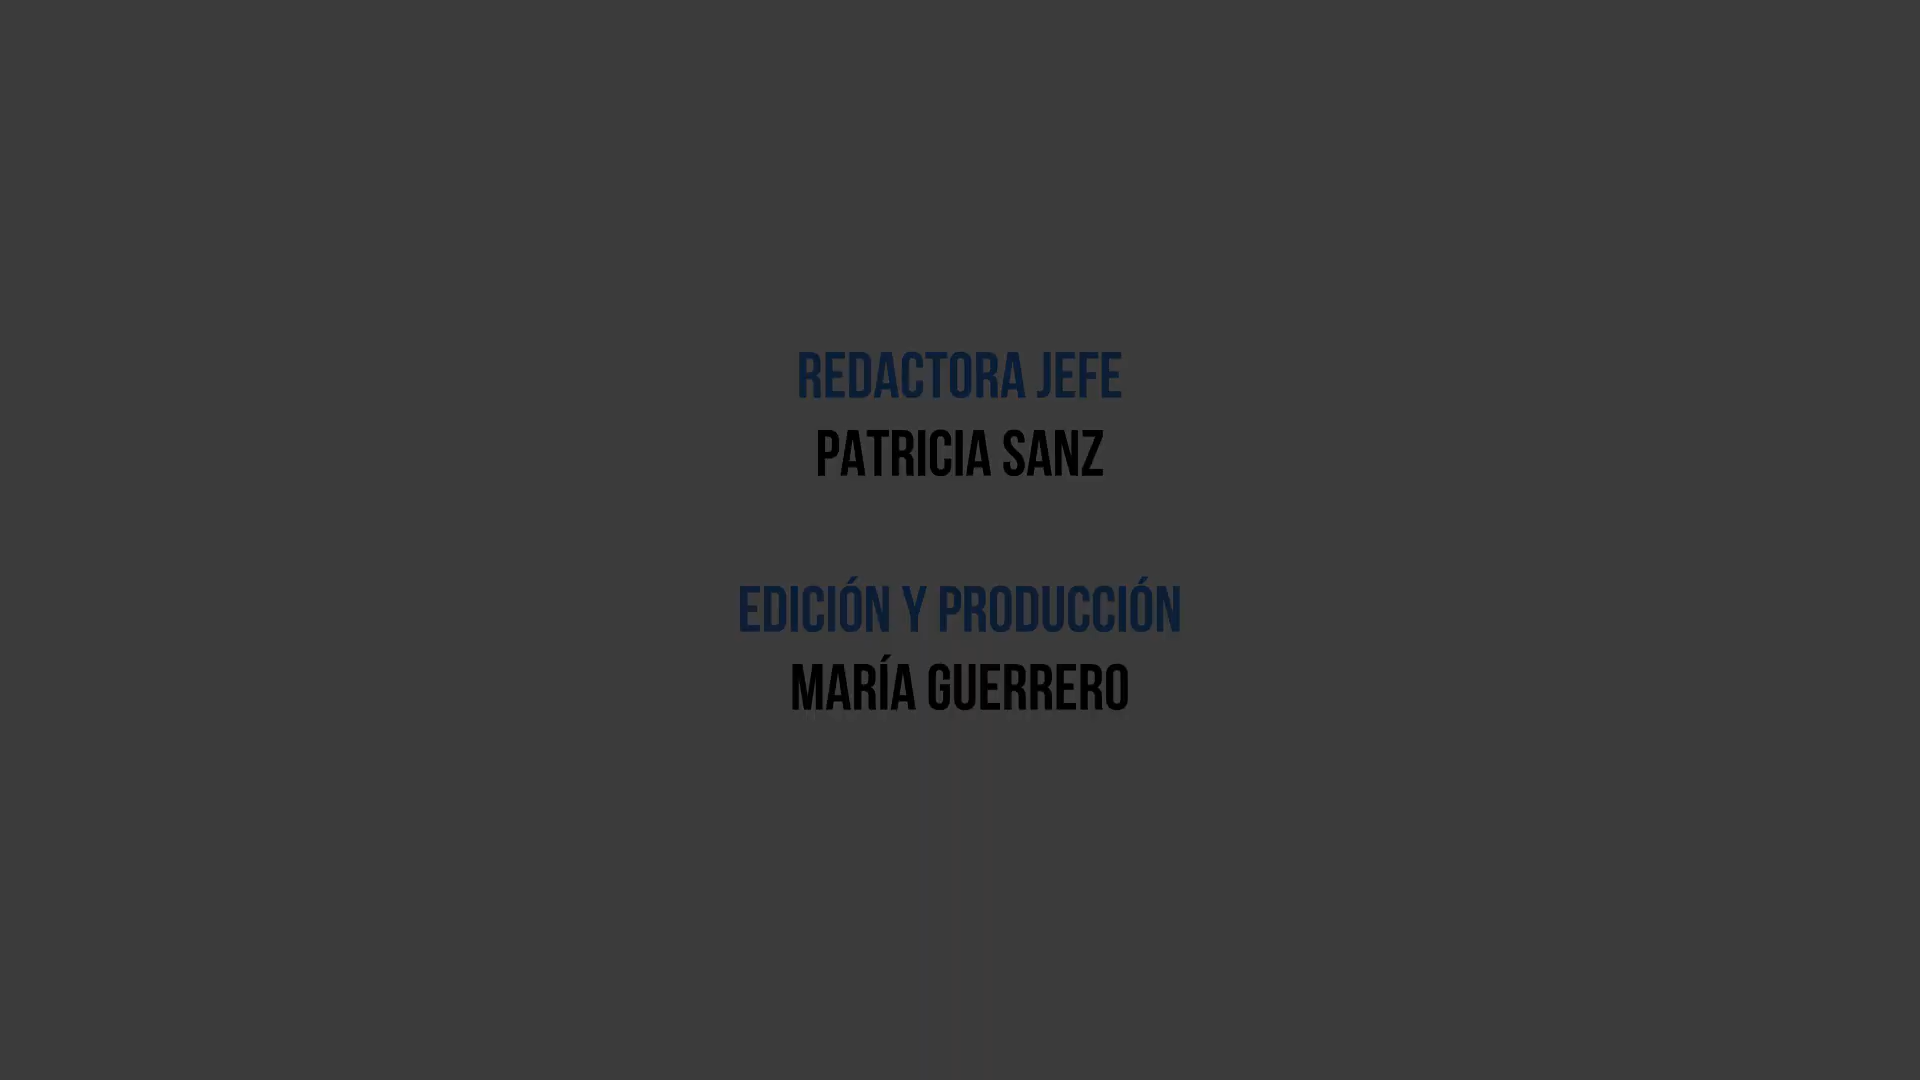 REDACTORA JEFE
PATRICIA SANZ
EDICIÓN Y PRODUCCIÓN
MARÍA GUERRERO